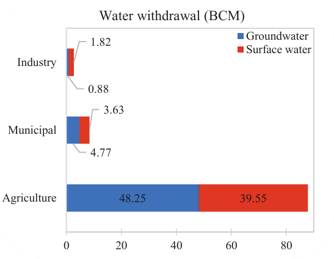 Water withdrawal (BCM)
Groundwater
Surface water
1.82
Industry
0.88
3.63
Municipal
4.77
Agriculture
48.25
39.55
0
20
40
60
80